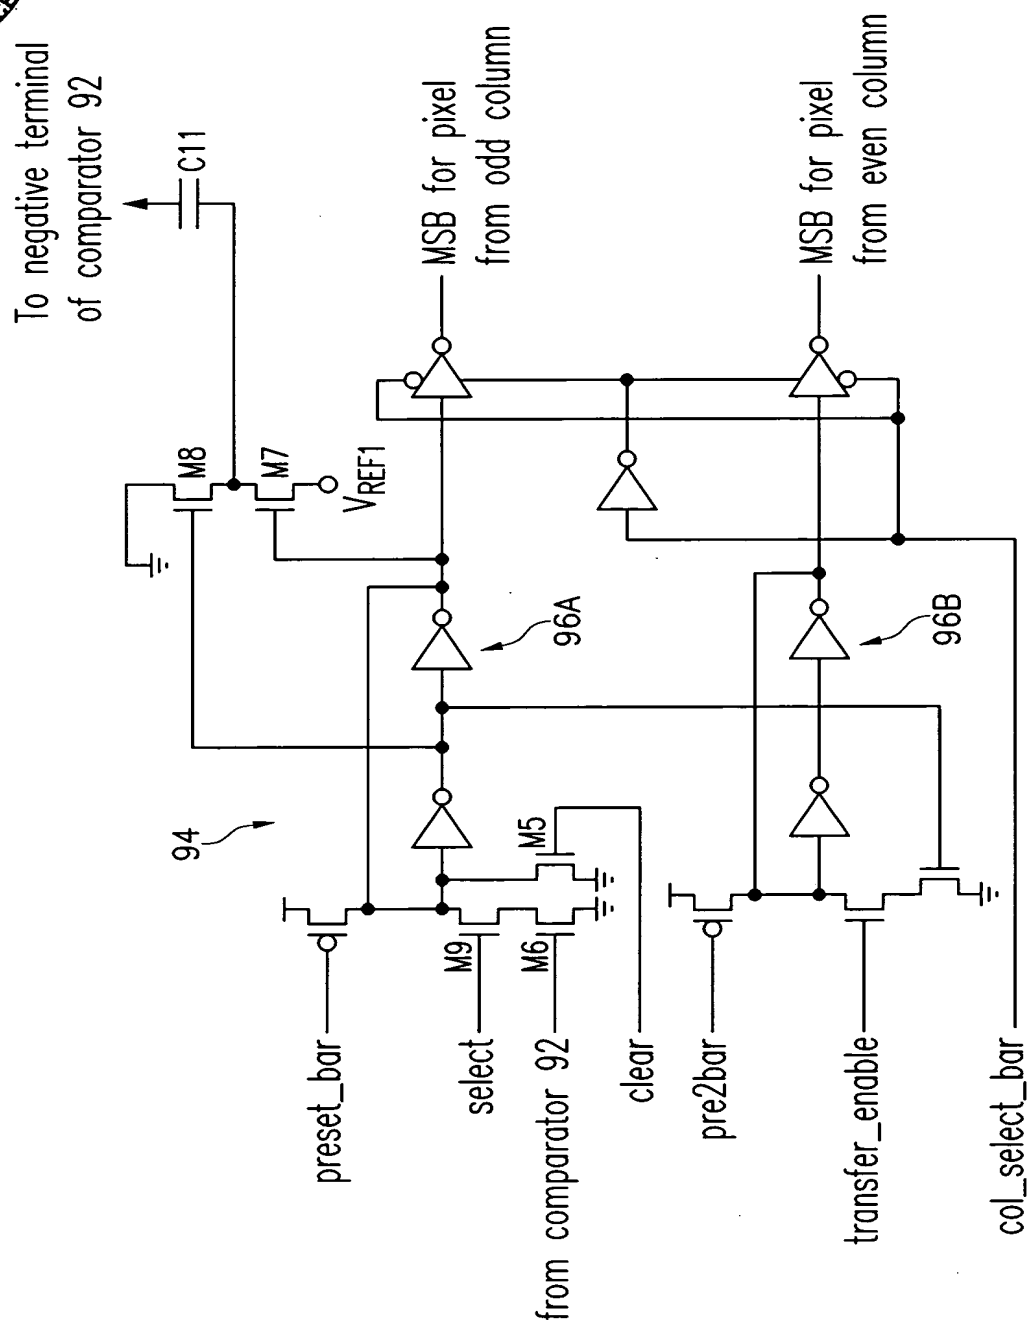 To negative terminal
of comparator 92
C11
M8
M7
VREF1
MSB for pixel
from odd column
MSB for pixel
from even column
96A
96B
94
M5
M9
M6
preset_bar
select
from comparator 92
clear
pre2bar
transfer_enable
col_select_bar